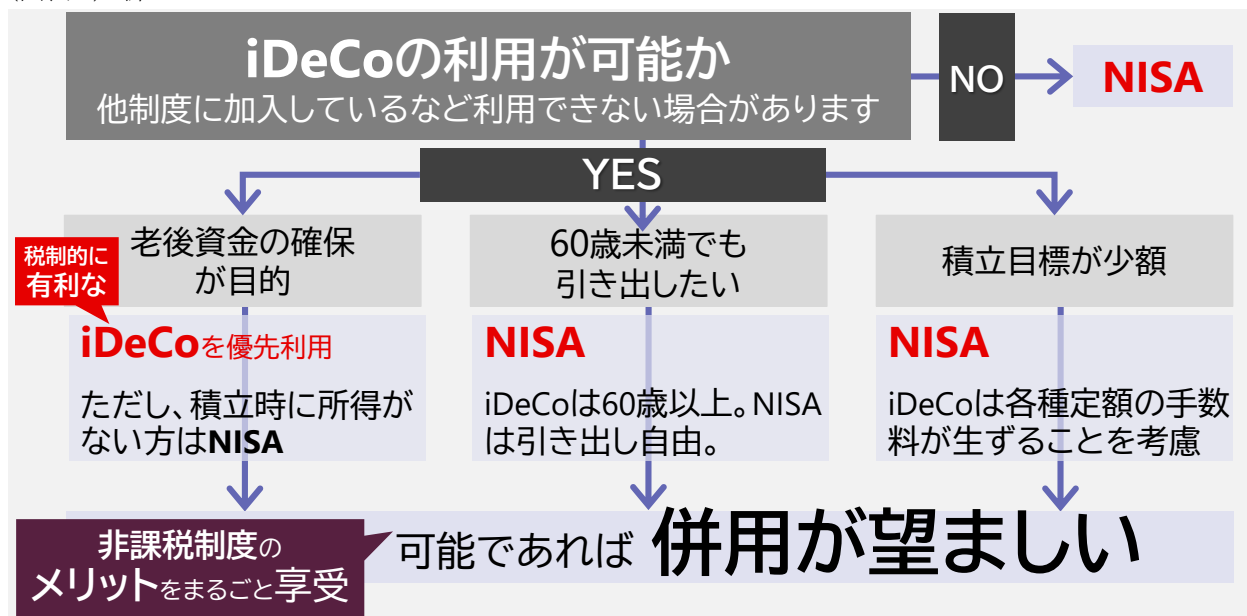 iDeCoの利用が可能か
他制度に加入しているなど利用できない場合があります
NO
NISA
YES
税制的に
有利な
老後資金の確保
が目的
iDeCoを優先利用
ただし、積立時に所得が
ない方はNISA
60歳未満でも
引き出したい
NISA
iDeCoは60歳以上。NISA
は引き出し自由。
積立目標が少額
NISA
iDeCoは各種定額の手数
料が生ずることを考慮
非課税制度の
メリットをまるごと享受
可能であれば 併用が望ましい